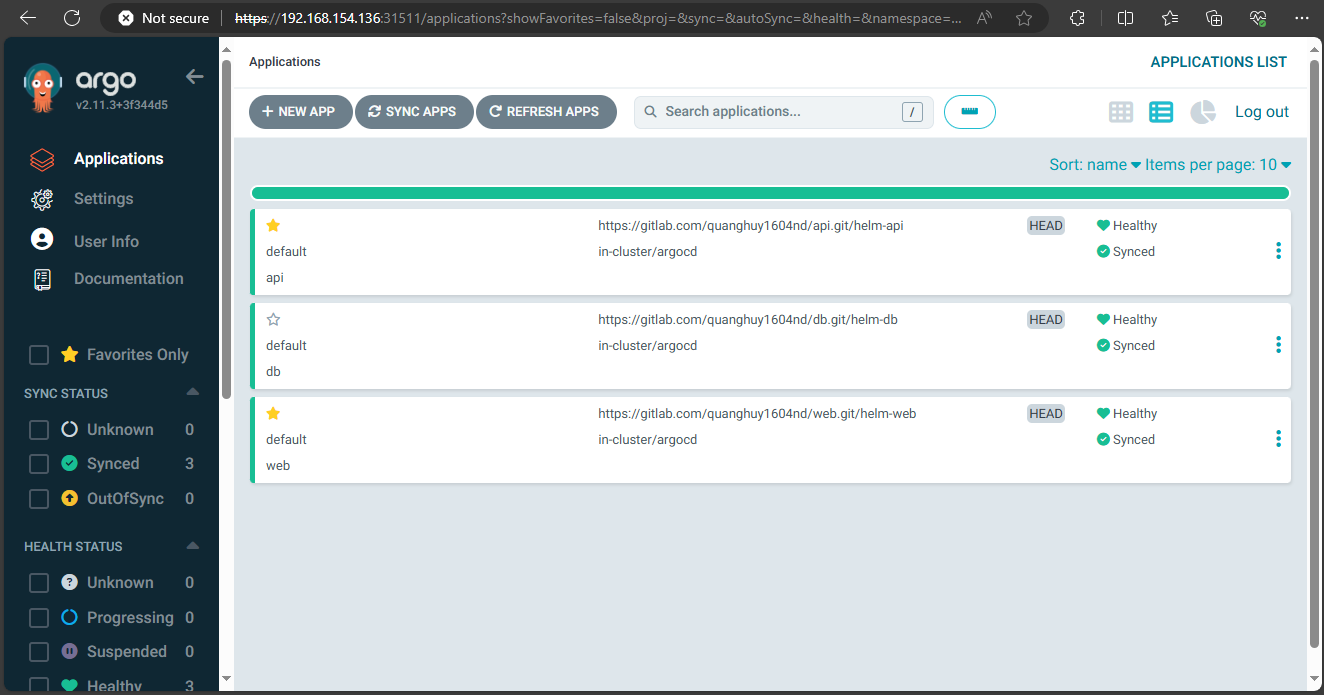 Not secure https://192.168.154.136:31511/applications?showFavorites=false&proj=&sync=&autoSync=&health=&namespace=...
argo
v2.11.3+3f344d5
Applications
Settings
User Info
Documentation
Favorites Only
SYNC STATUS
Unknown 0
Synced 3
OutOfSync 0
HEALTH STATUS
Unknown 0
Progressing 0
Suspended 0
Healthy 3
Applications APPLICATIONS LIST
NEW APP SYNC APPS REFRESH APPS Search applications... / Log out
Sort: name Items per page: 10
https://gitlab.com/quanghuy1604nd/api.git/helm-api HEAD Healthy
default in-cluster/argocd Synced
api
https://gitlab.com/quanghuy1604nd/db.git/helm-db HEAD Healthy
default in-cluster/argocd Synced
db
https://gitlab.com/quanghuy1604nd/web.git/helm-web HEAD Healthy
default in-cluster/argocd Synced
web